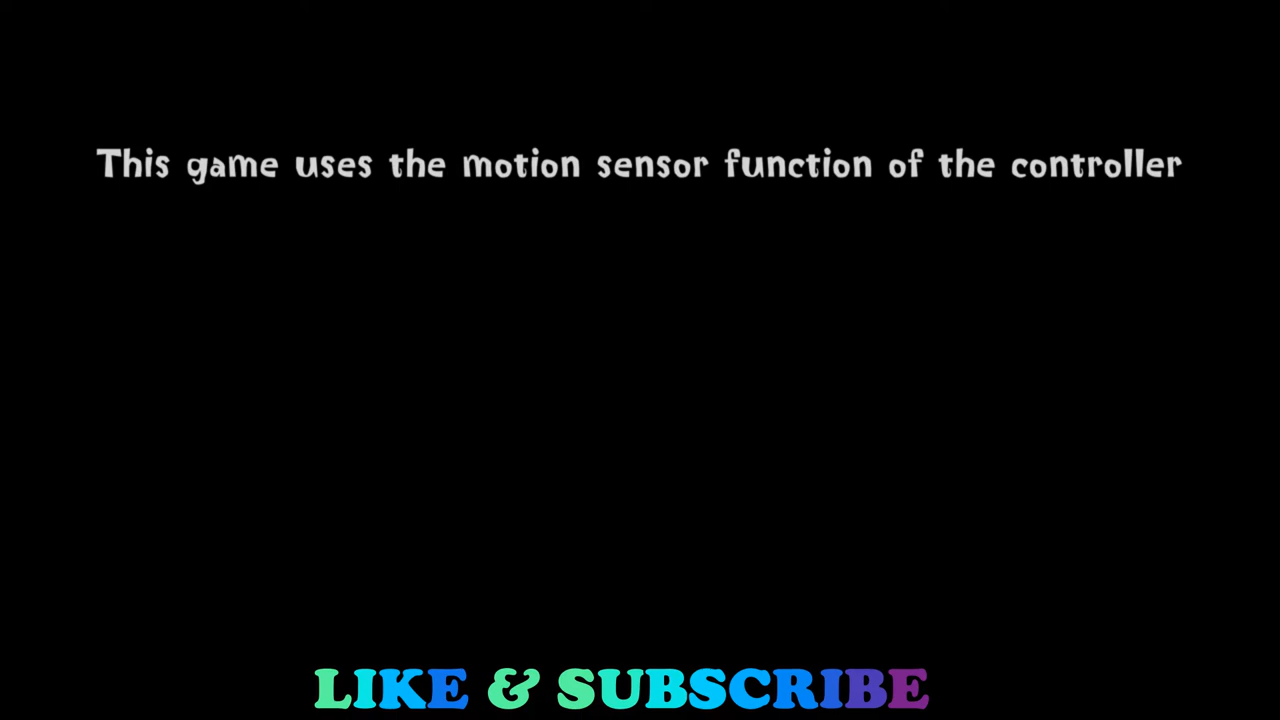 This game uses the motion sensor function of the controller
LIKE & SUBSCRIBE